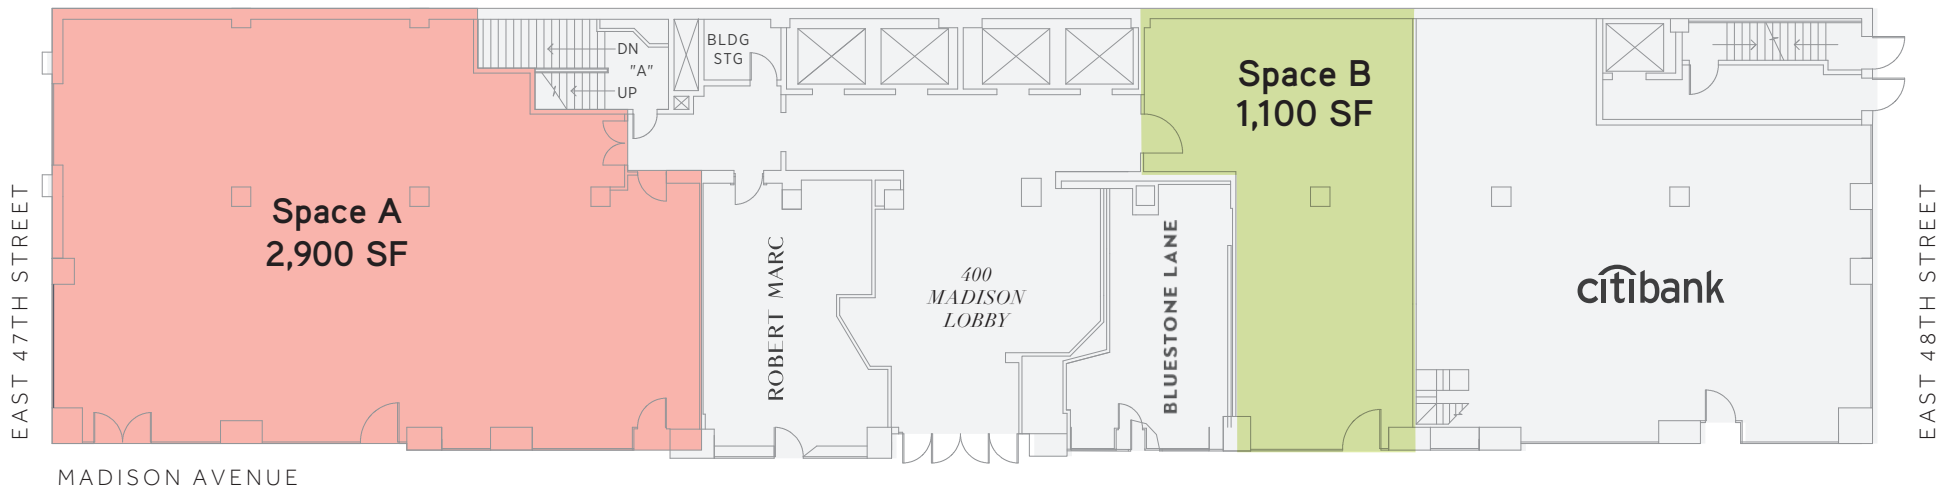 DN
"A"
UP
BLDG
STG
Space B
1,100 SF
Space A
2,900 SF
EAST 47TH STREET
ROBERT MARC
400
MADISON
LOBBY
BLUESTONE LANE
citibank
EAST 48TH STREET
MADISON AVENUE